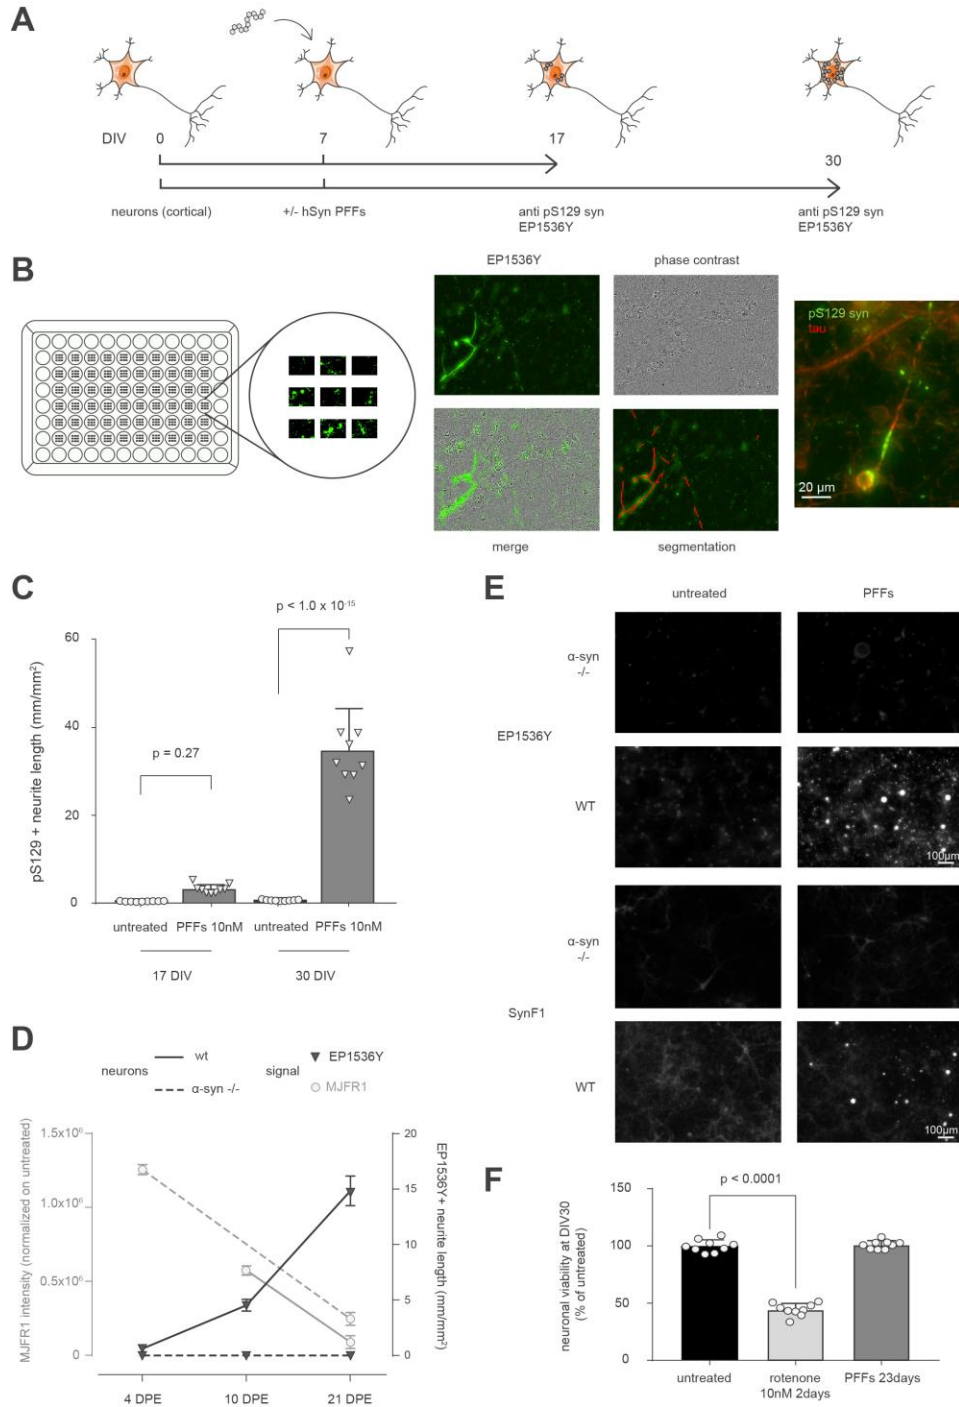 A
DIV
0
7
17
30
neurons (cortical)
+/- hSyn PFFs
anti pS129 syn
EP1536Y
anti pS129 syn
EP1536Y
B
EP1536Y
phase contrast
merge
segmentation
pS129 syn
tau
20 µm
C
pS129 + neurite length (mm/mm²)
60
40
20
0
p = 0.27
p < 1.0 x 10⁻¹⁵
untreated
PFFs 10nM
untreated
PFFs 10nM
17 DIV
30 DIV
D
neurons
wt
α-syn -/-
signal
EP1536Y
MJFR1
MJFR1 intensity (normalized on untreated)
1.5x10⁶
1.0x10⁶
0.5x10⁶
0
EP1536Y+ neurite length (mm/mm²)
20
15
10
5
0
4 DPE
10 DPE
21 DPE
E
untreated
PFFs
EP1536Y
α-syn
-/-
WT
100µm
SynF1
α-syn
-/-
WT
100µm
F
neuronal viability at DIV30
(% of untreated)
150
100
50
0
p < 0.0001
untreated
rotenone
10nM 2days
PFFs 23days